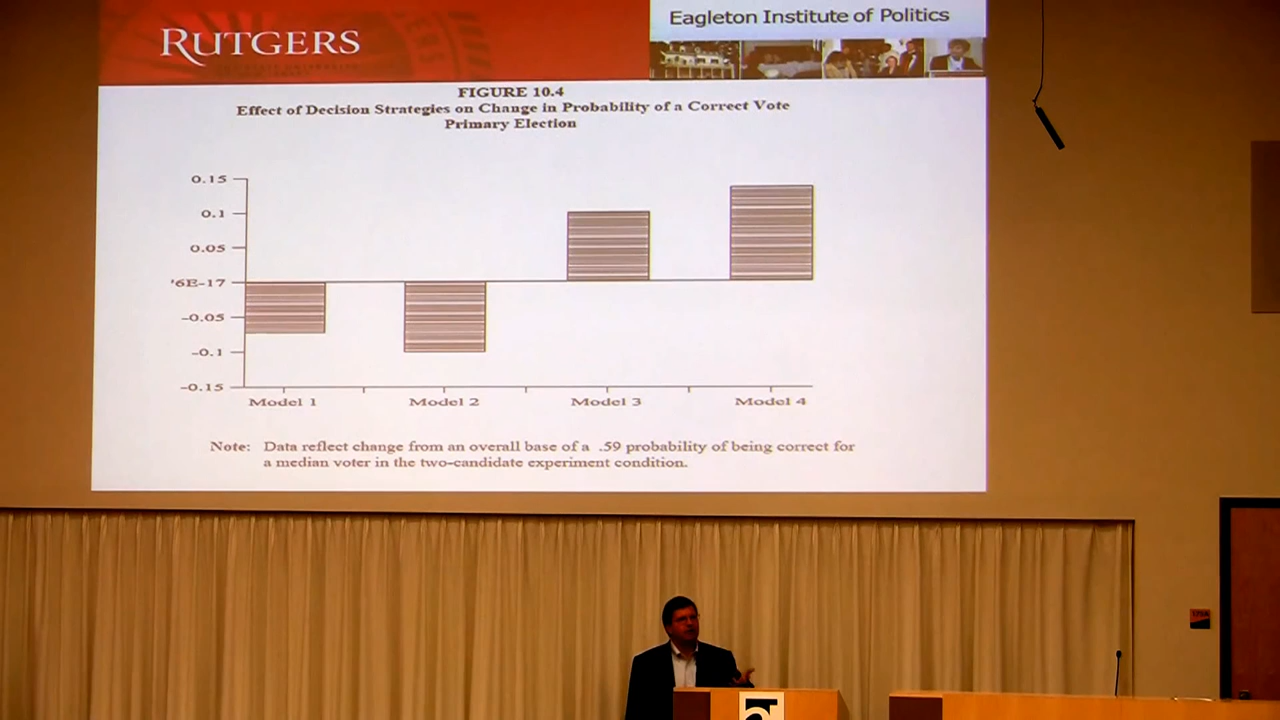 RUTGERS
Eagleton Institute of Politics
FIGURE 10.4
Effect of Decision Strategies on Change in Probability of a Correct Vote
Primary Election
0.15
0.1
0.05
'6E-17
-0.05
-0.1
-0.15
Model 1
Model 2
Model 3
Model 4
Note: Data reflect change from an overall base of a .59 probability of being correct for
a median voter in the two-candidate experiment condition.